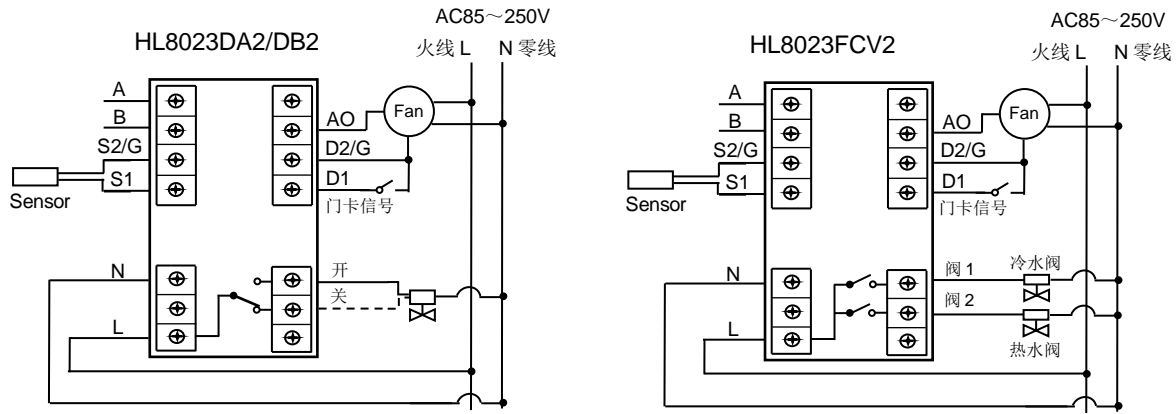 AC85～250V
HL8023DA2/DB2
火线 L
N 零线
A
B
S2/G
S1
Sensor
AO
D2/G
D1
门卡信号
Fan
N
L
开
关
AC85～250V
HL8023FCV2
火线 L
N 零线
A
B
S2/G
S1
Sensor
AO
D2/G
D1
门卡信号
Fan
N
L
阀 1
冷水阀
阀 2
热水阀